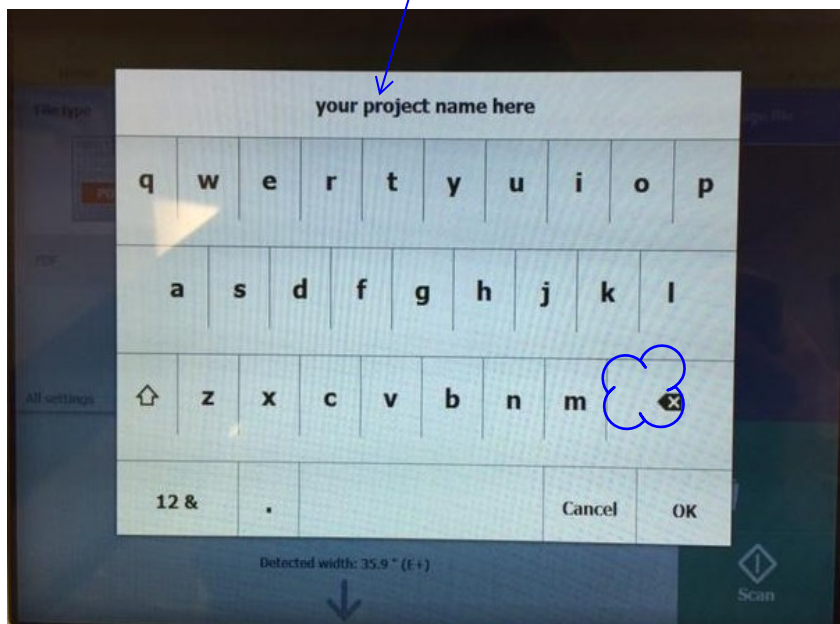 your project name here
File type
q w e r t y u i o p
PDF
a s d f g h j k l
All settings
z x c v b n m
12 & . Cancel OK
Detected width: 35.9 " (E+)
Scan